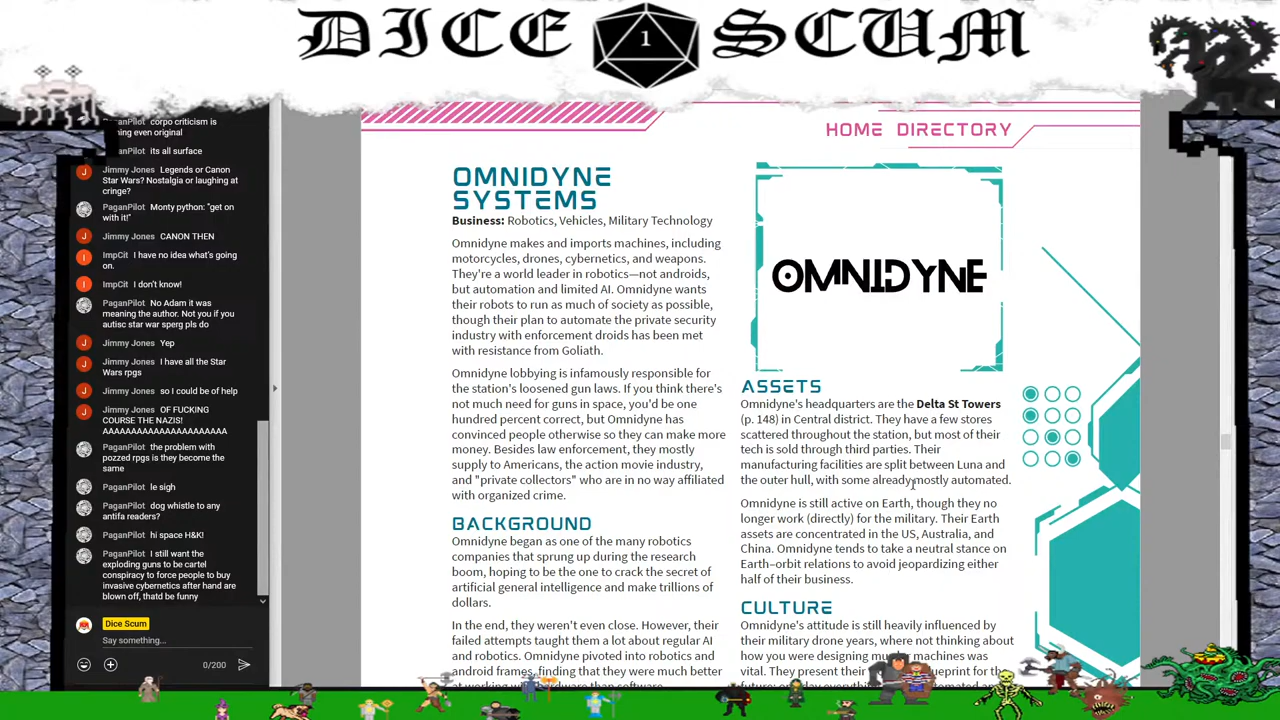 DICE 1 SCUM
PaganPilot corpo criticism is
ning even original
PaganPilot its all surface
Jimmy Jones Legends or Canon
Star Wars? Nostalgia or laughing at
cringe?
PaganPilot Monty python: "get on
with it!"
Jimmy Jones CANON THEN
ImpCit I have no idea what's going
on.
ImpCit I don't know!
PaganPilot No Adam it was
meaning the author. Not you if you
autisc star war sperg pls do
Jimmy Jones Yep
Jimmy Jones I have all the Star
Wars rpgs
Jimmy Jones so I could be of help
Jimmy Jones OF FUCKING
COURSE THE NAZIS!
AAAAAAAAAAAAAAAAAAAAAA
PaganPilot the problem with
pozzed rpgs is they become the
same
PaganPilot le sigh
PaganPilot dog whistle to any
antifa readers?
PaganPilot hi space H&K!
PaganPilot I still want the
exploding guns to be cartel
conspiracy to force people to buy
invasive cybernetics after hand are
blown off, thatd be funny
Dice Scum
Say something...
0/200
HOME DIRECTORY
OMNIDYNE
SYSTEMS
Business: Robotics, Vehicles, Military Technology
Omnidyne makes and imports machines, including
motorcycles, drones, cybernetics, and weapons.
They're a world leader in robotics—not androids,
but automation and limited AI. Omnidyne wants
their robots to run as much of society as possible,
though their plan to automate the private security
industry with enforcement droids has been met
with resistance from Goliath.
Omnidyne lobbying is infamously responsible for
the station's loosened gun laws. If you think there's
not much need for guns in space, you'd be one
hundred percent correct, but Omnidyne has
convinced people otherwise so they can make more
money. Besides law enforcement, they mostly
supply to Americans, the action movie industry,
and "private collectors" who are in no way affiliated
with organized crime.
BACKGROUND
Omnidyne began as one of the many robotics
companies that sprung up during the research
boom, hoping to be the one to crack the secret of
artificial general intelligence and make trillions of
dollars.
In the end, they weren't even close. However, their
failed attempts taught them a lot about regular AI
and robotics. Omnidyne pivoted into robotics and
android frames, finding that they were much better
at working with hardware than software.
OMNIDYNE
ASSETS
Omnidyne's headquarters are the Delta St Towers
(p. 148) in Central district. They have a few stores
scattered throughout the station, but most of their
tech is sold through third parties. Their
manufacturing facilities are split between Luna and
the outer hull, with some already mostly automated.
Omnidyne is still active on Earth, though they no
longer work (directly) for the military. Their Earth
assets are concentrated in the US, Australia, and
China. Omnidyne tends to take a neutral stance on
Earth–orbit relations to avoid jeopardizing either
half of their business.
CULTURE
Omnidyne's attitude is still heavily influenced by
their military drone years, where not thinking about
how you were designing murder machines was
vital. They present their blueprint for the